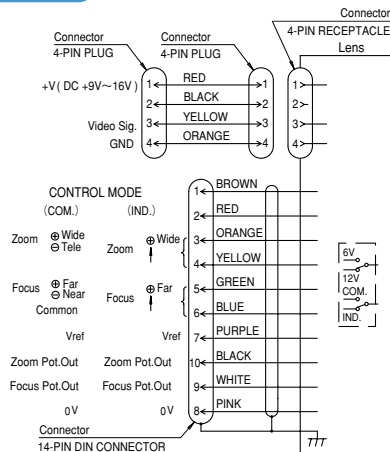 Connector
4-PIN RECEPTACLE
Lens
Connector
4-PIN PLUG
Connector
4-PIN PLUG
+V( DC +9V～16V ) 1 RED 1 1
2 BLACK 2 2
Video Sig. 3 YELLOW 3 3
GND 4 ORANGE 4 4
CONTROL MODE
(COM.) (IND.)
1 BROWN
2 RED
Zoom ⊕ Wide ⊖ Tele Zoom ⊕ Wide 3 ORANGE
4 YELLOW
Focus ⊕ Far ⊖ Near Focus ⊕ Far 5 GREEN
Common 6 BLUE
Vref Vref 7 PURPLE
Zoom Pot.Out Zoom Pot.Out 10 BLACK
Focus Pot.Out Focus Pot.Out 9 WHITE
0V 0V 8 PINK
6V
12V
COM.
IND.
Connector
14-PIN DIN CONNECTOR